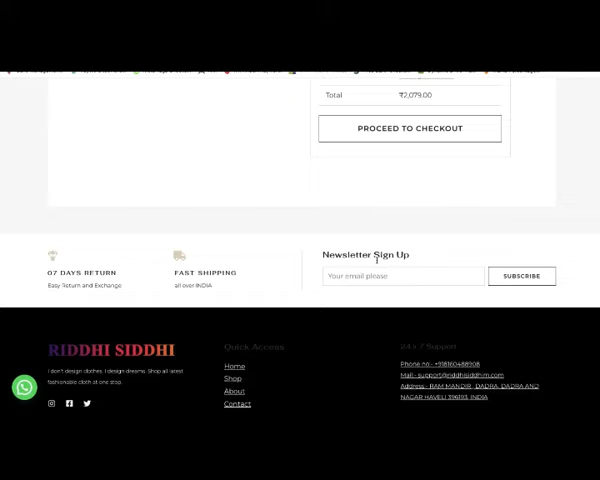 Total ₹2,079.00
PROCEED TO CHECKOUT
07 DAYS RETURN
Easy Return and Exchange
FAST SHIPPING
all over INDIA
Newsletter Sign Up
Your email please
SUBSCRIBE
RIDDHI SIDDHI
I don't design clothes, I design dreams. Shop all latest
fashionable cloth at one stop.
Quick Access
Home
Shop
About
Contact
24 x 7 Support
Phone no:- +918160488908
Mail:- support@riddhisiddhim.com
Address:- RAM MANDIR, DADRA, DADRA AND
NAGAR HAVELI 396193, INDIA